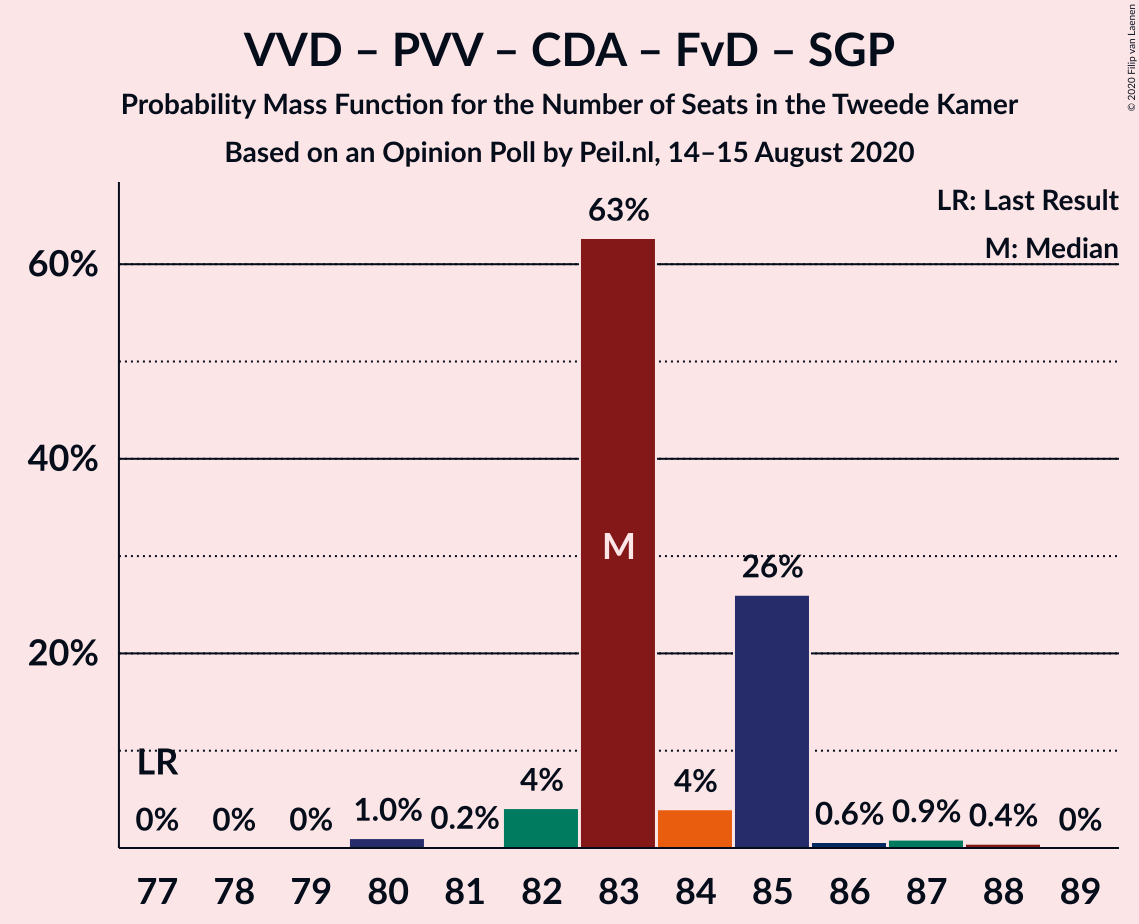 VVD – PVV – CDA – FvD – SGP
Probability Mass Function for the Number of Seats in the Tweede Kamer
Based on an Opinion Poll by Peil.nl, 14–15 August 2020
© 2020 Filip van Laenen
LR: Last Result
M: Median
63%
60%
40%
M
26%
20%
LR
0% 0% 0% 1.0% 0.2% 4% 4% 0.6% 0.9% 0.4% 0%
77 78 79 80 81 82 83 84 85 86 87 88 89